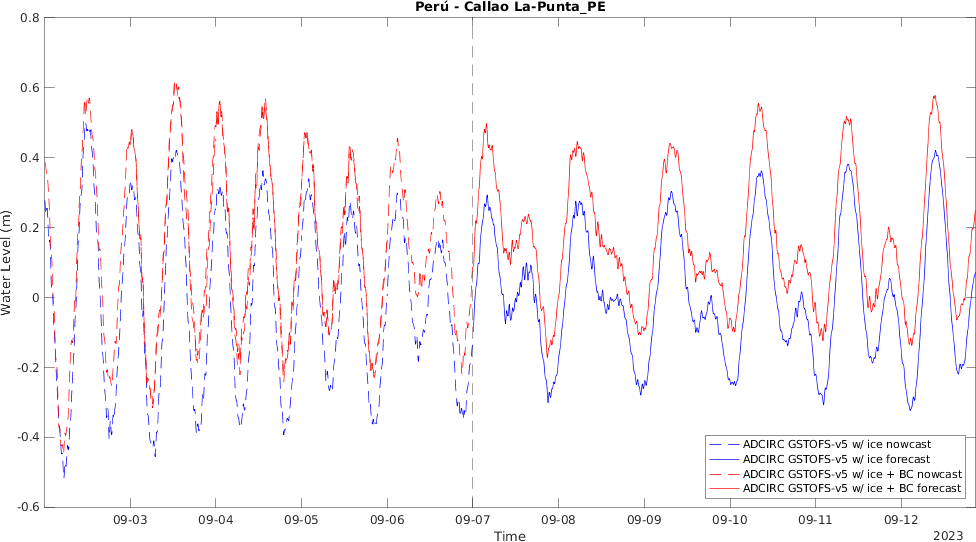 Perú - Callao La-Punta_PE
0.8
0.6
0.4
0.2
0
-0.2
-0.4
-0.6
Water Level (m)
ADCIRC GSTOFS-v5 w/ ice nowcast
ADCIRC GSTOFS-v5 w/ ice forecast
ADCIRC GSTOFS-v5 w/ ice + BC nowcast
ADCIRC GSTOFS-v5 w/ ice + BC forecast
09-03 09-04 09-05 09-06 09-07 09-08 09-09 09-10 09-11 09-12
Time
2023